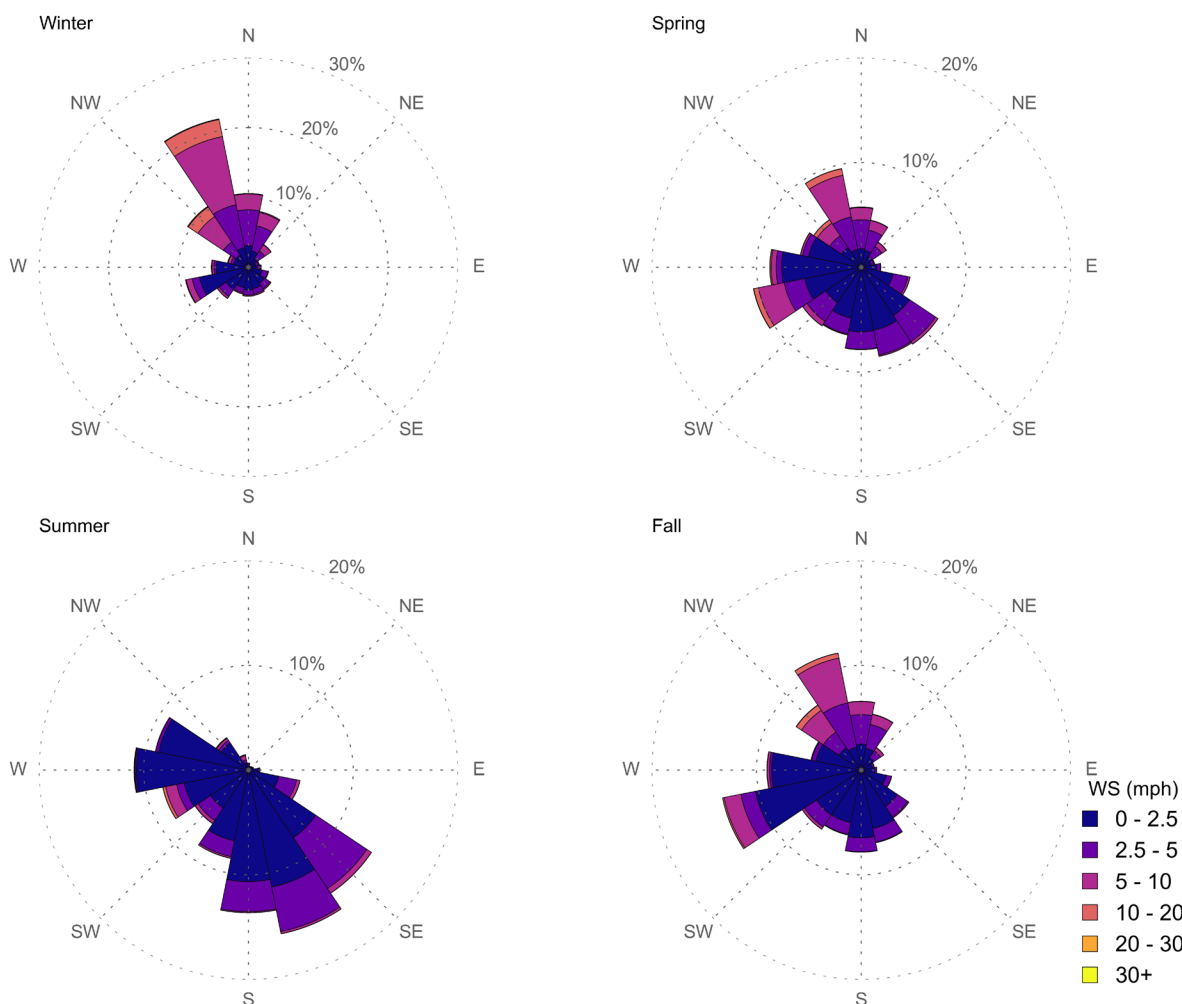 Winter
N
30%
NW
NE
20%
10%
W
E
SW
SE
S
Spring
N
20%
NW
NE
10%
W
E
SW
SE
S
Summer
N
20%
NW
NE
10%
W
E
SW
SE
S
Fall
N
20%
NW
NE
10%
W
E
SW
SE
S
WS (mph)
0 - 2.5
2.5 - 5
5 - 10
10 - 20
20 - 30
30+